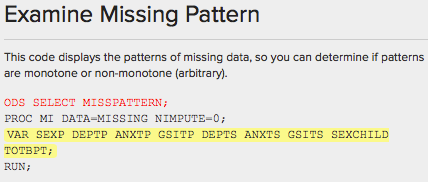 Examine Missing Pattern
This code displays the patterns of missing data, so you can determine if patterns
are monotone or non-monotone (arbitrary).
ODS SELECT MISSPATTERN;
PROC MI DATA=MISSING NIMPUTE=0;
VAR SEXP DEPTP ANXTP GSITP DEPTS ANXTS GSITS SEXCHILD
TOTBPT;
RUN;